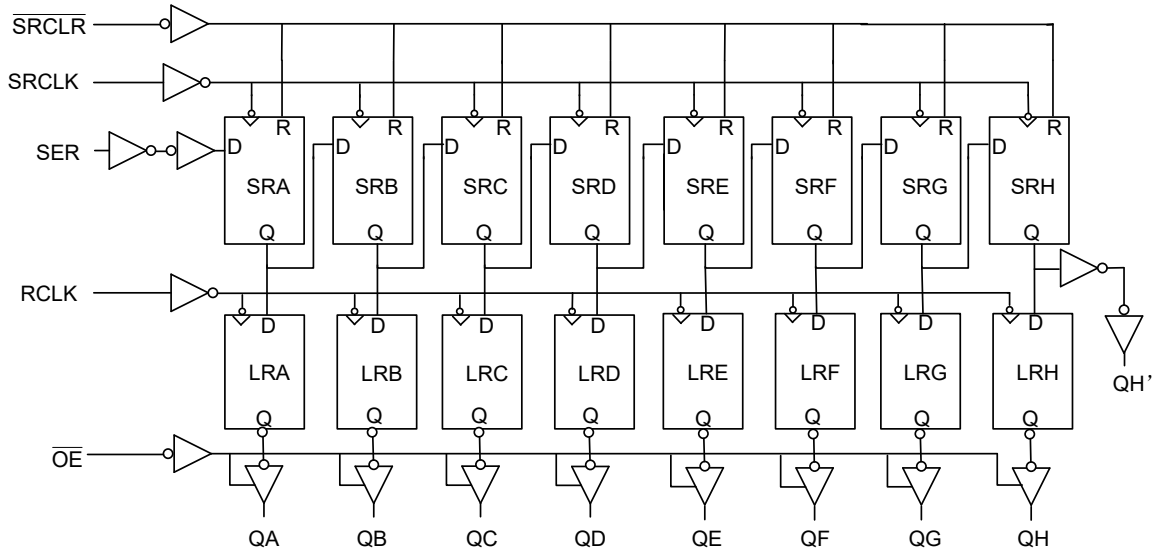 SRCLR
SRCLK
R R R R R R R R
SER
D D D D D D D D
SRA SRB SRC SRD SRE SRF SRG SRH
Q Q Q Q Q Q Q Q
RCLK
D D D D D D D D
LRA LRB LRC LRD LRE LRF LRG LRH
QH’
Q Q Q Q Q Q Q Q
OE
QA QB QC QD QE QF QG QH